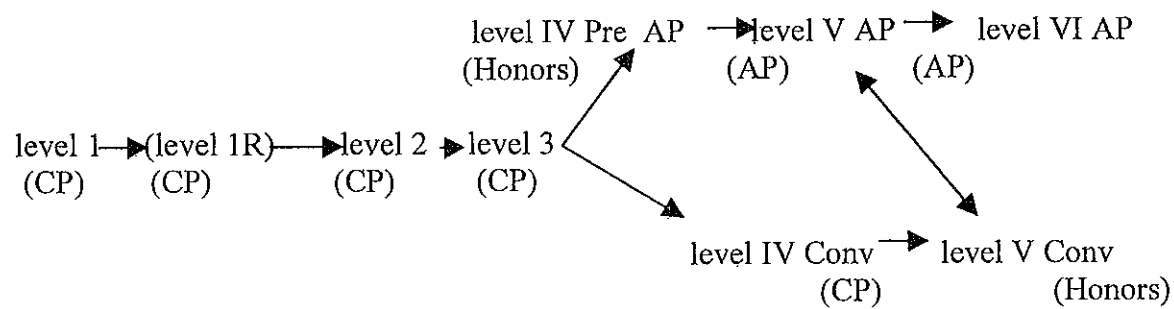 level IV Pre AP level V AP level VI AP
(Honors) (AP) (AP)
level 1 (level 1R) level 2 level 3
(CP) (CP) (CP) (CP)
level IV Conv level V Conv
(CP) (Honors)